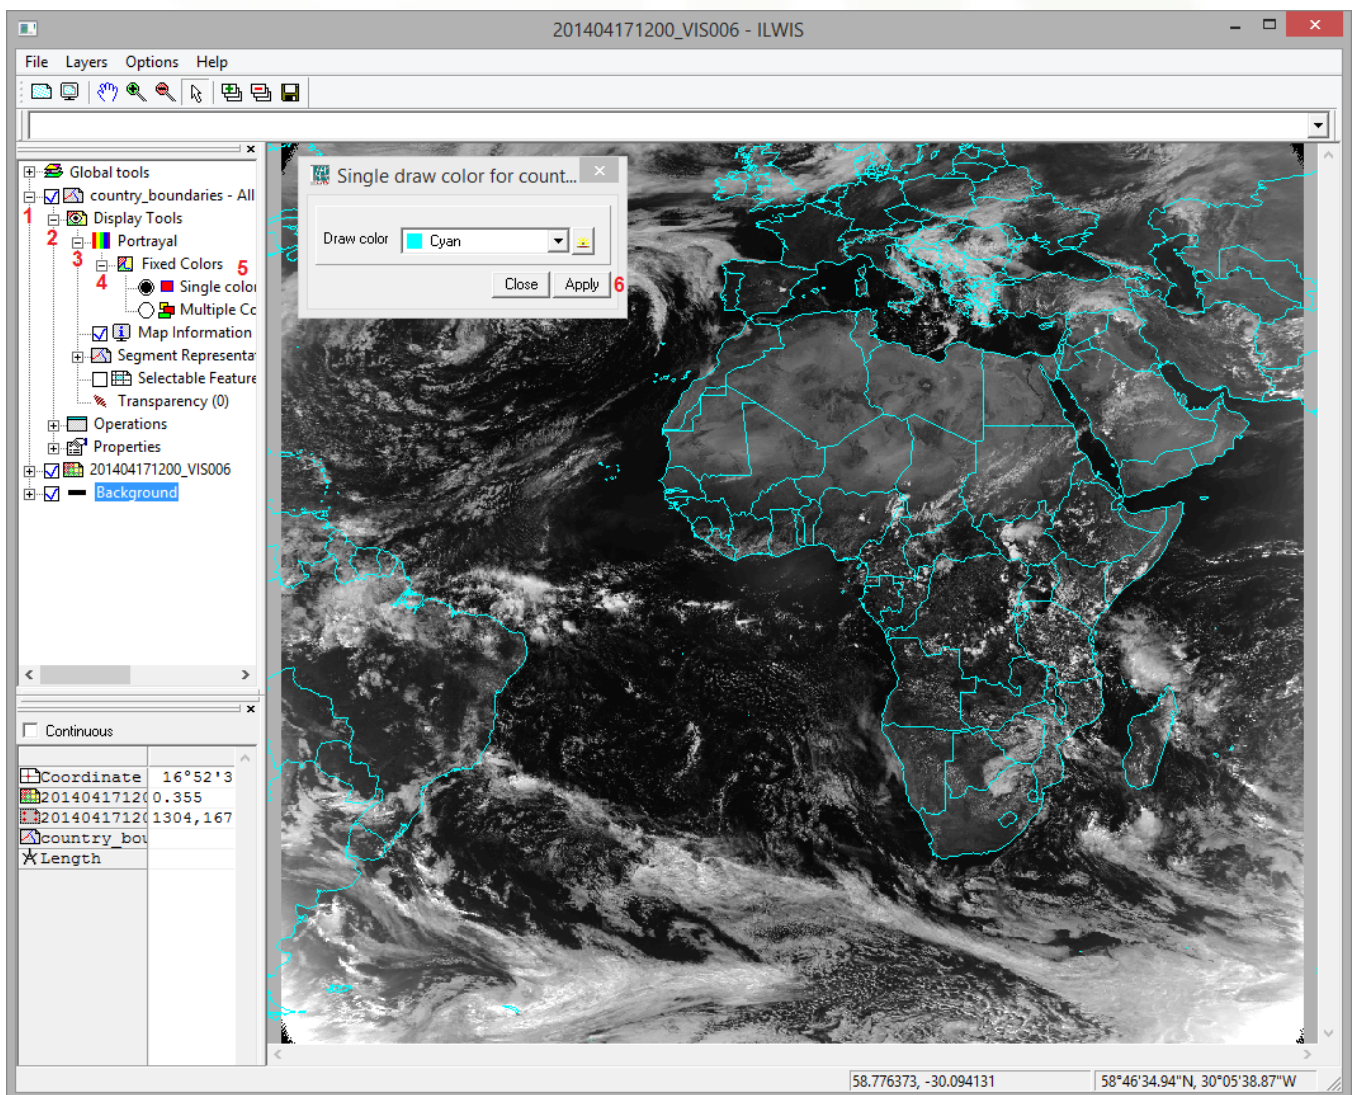 201404171200_VIS006 - ILWIS
File Layers Options Help
Global tools
country_boundaries - All
1 Display Tools
2 Portrayal
3 Fixed Colors 5
4 Single color
Multiple Co
Map Information
Segment Representa
Selectable Feature
Transparency (0)
Operations
Properties
201404171200_VIS006
Background
Single draw color for count...
Draw color Cyan
Close Apply 6
Continuous
Coordinate 16°52'3
2014041712( 0.355
2014041712( 1304,167
country_bou
Length
58.776373, -30.094131 58°46'34.94"N, 30°05'38.87"W